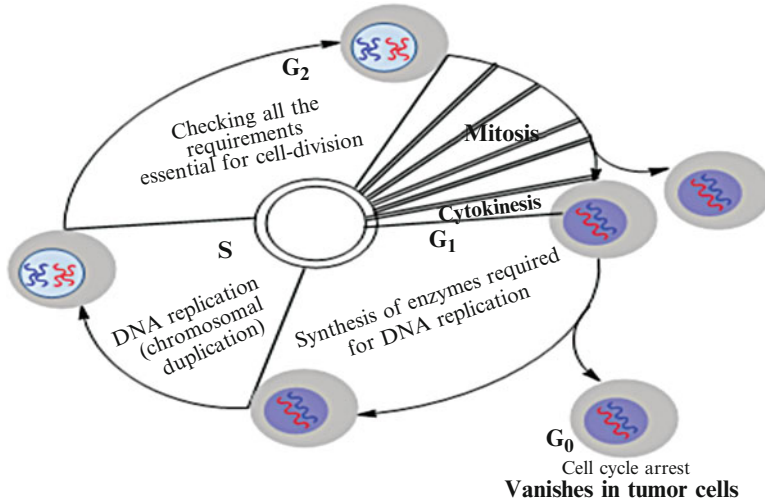 G2
Checking all the
requirements
essential for cell-division
Mitosis
Cytokinesis
G1
S
DNA replication
(chromosomal
duplication)
Synthesis of enzymes required
for DNA replication
G0
Cell cycle arrest
Vanishes in tumor cells